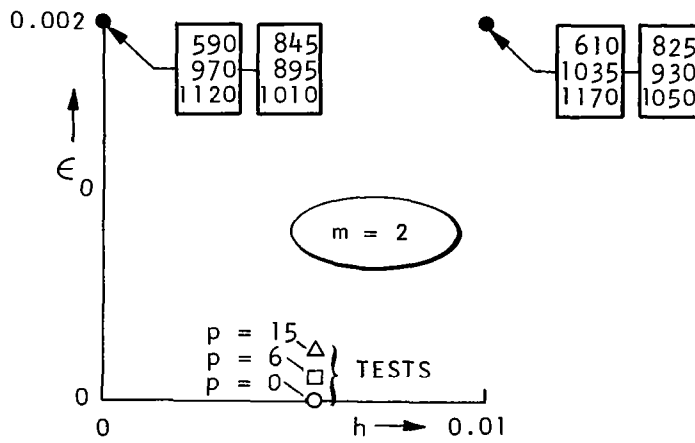 0.002
590 845 610 825
970 895 1035 930
1120 1010 1170 1050
ϵ0
m = 2
p = 15
p = 6 TESTS
p = 0
0
0 h 0.01